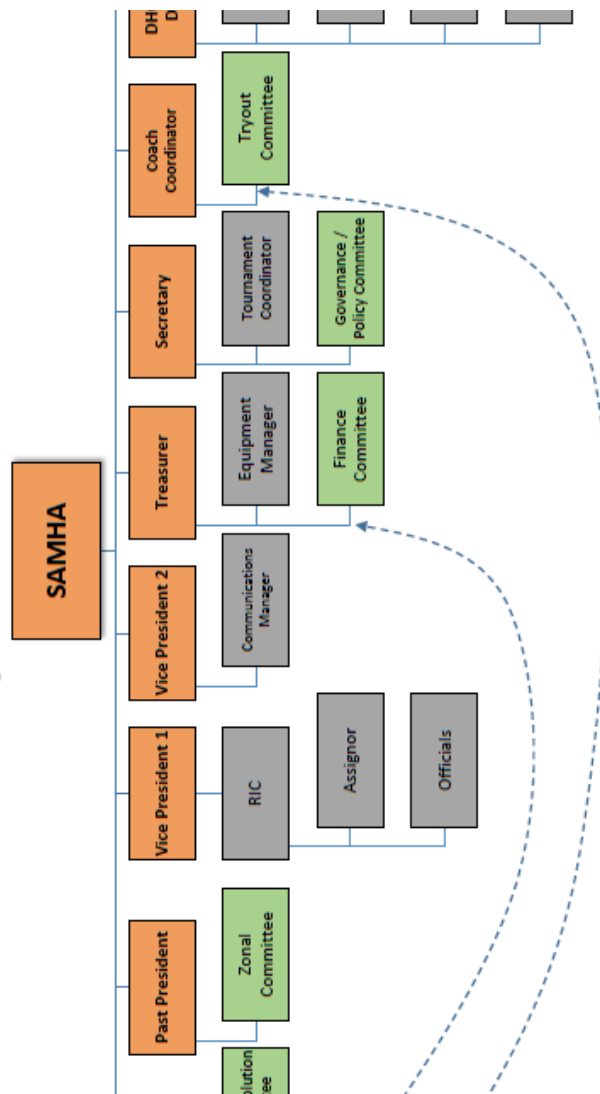 SAMHA
Past President
Vice President 1
Vice President 2
Treasurer
Secretary
Coach
Coordinator
Zonal
Committee
RIC
Communications
Manager
Equipment
Manager
Tournament
Coordinator
Tryout
Committee
Assignor
Finance
Committee
Governance /
Policy Committee
Officials